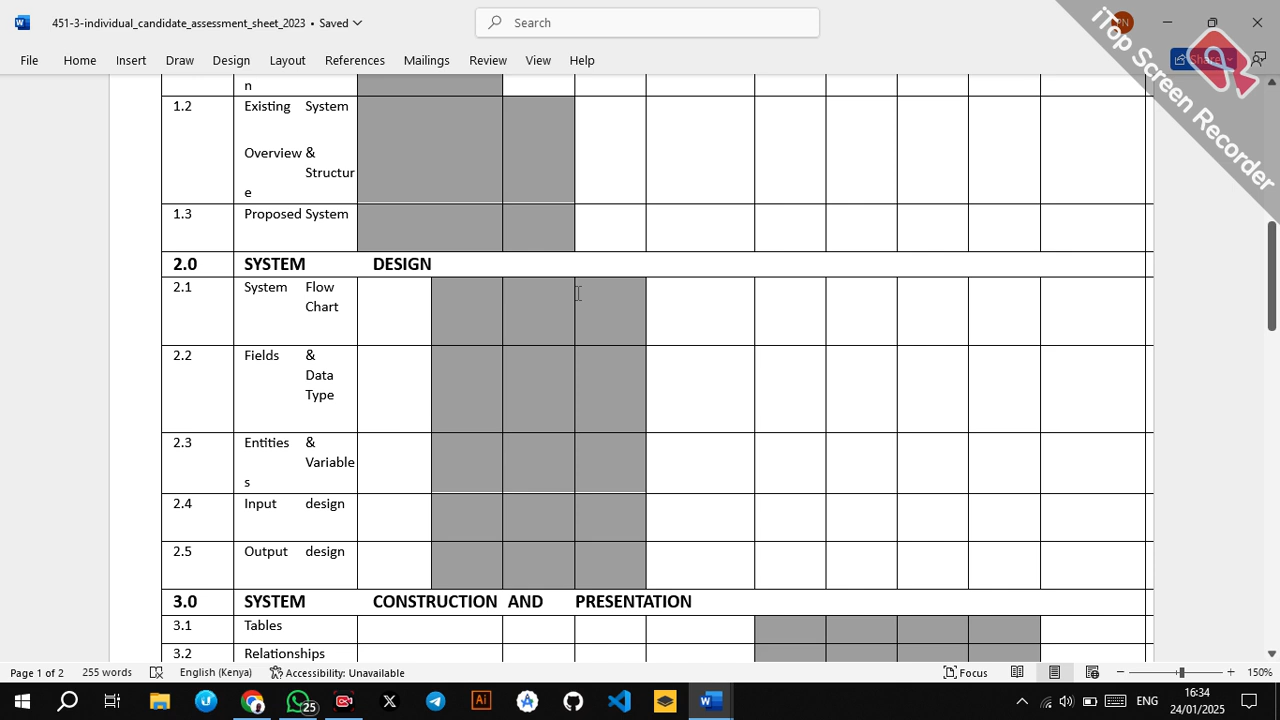 451-3-individual_candidate_assessment_sheet_2023 • Saved
Search
PN
File Home Insert Draw Design Layout References Mailings Review View Help
Share
iTop Screen Recorder
n
1.2 Existing System
Overview &
Structur
e
1.3 Proposed System
2.0 SYSTEM DESIGN
2.1 System Flow
Chart
2.2 Fields &
Data
Type
2.3 Entities &
Variable
s
2.4 Input design
2.5 Output design
3.0 SYSTEM CONSTRUCTION AND PRESENTATION
3.1 Tables
3.2 Relationships
Page 1 of 2 255 words English (Kenya) Accessibility: Unavailable Focus 150%
25
ENG
16:34
24/01/2025